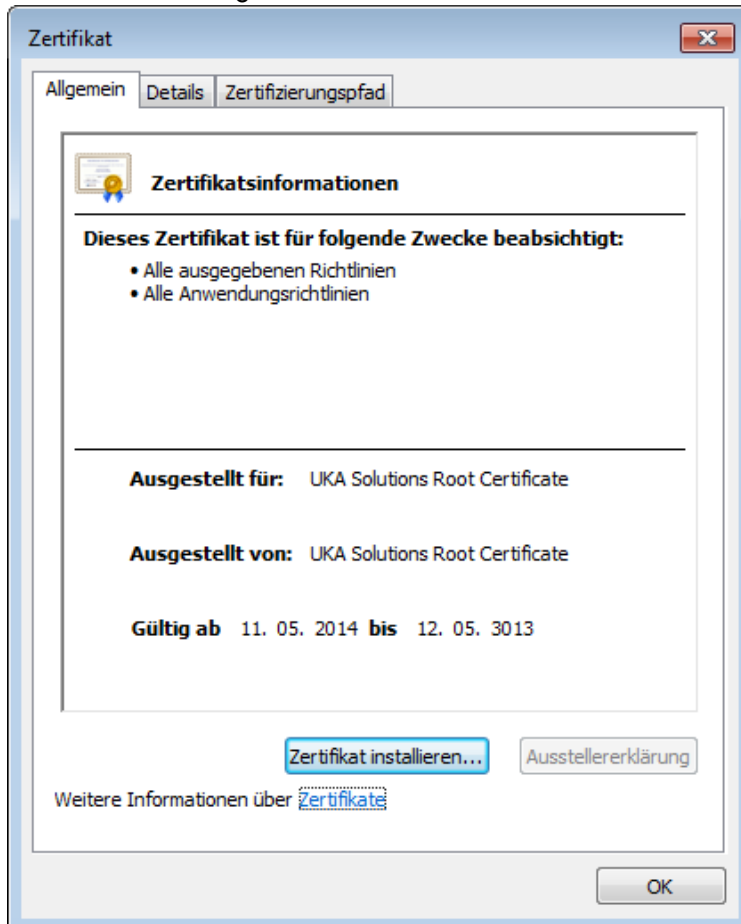 Zertifikat
Allgemein Details Zertifizierungspfad
Zertifikatsinformationen
Dieses Zertifikat ist für folgende Zwecke beabsichtigt:
• Alle ausgegebenen Richtlinien
• Alle Anwendungsrichtlinien
Ausgestellt für: UKA Solutions Root Certificate
Ausgestellt von: UKA Solutions Root Certificate
Gültig ab 11. 05. 2014 bis 12. 05. 3013
Zertifikat installieren... Ausstellererklärung
Weitere Informationen über Zertifikate
OK